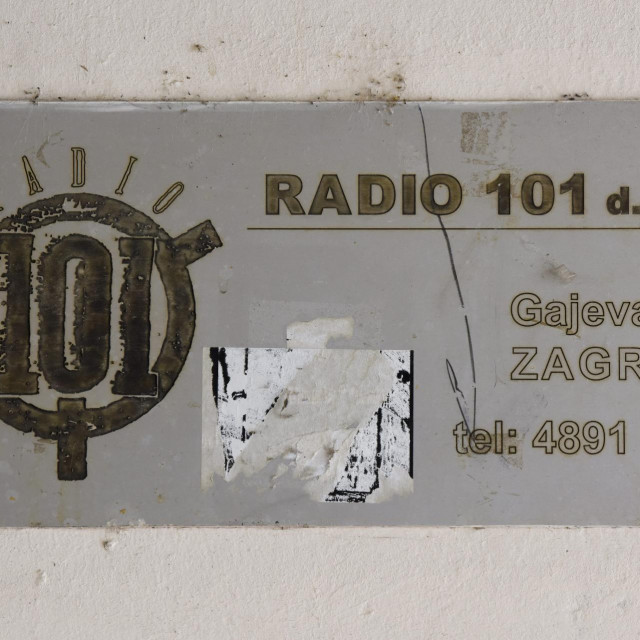 RADIO
101
RADIO 101 d.
Gajeva
ZAGR
tel: 4891